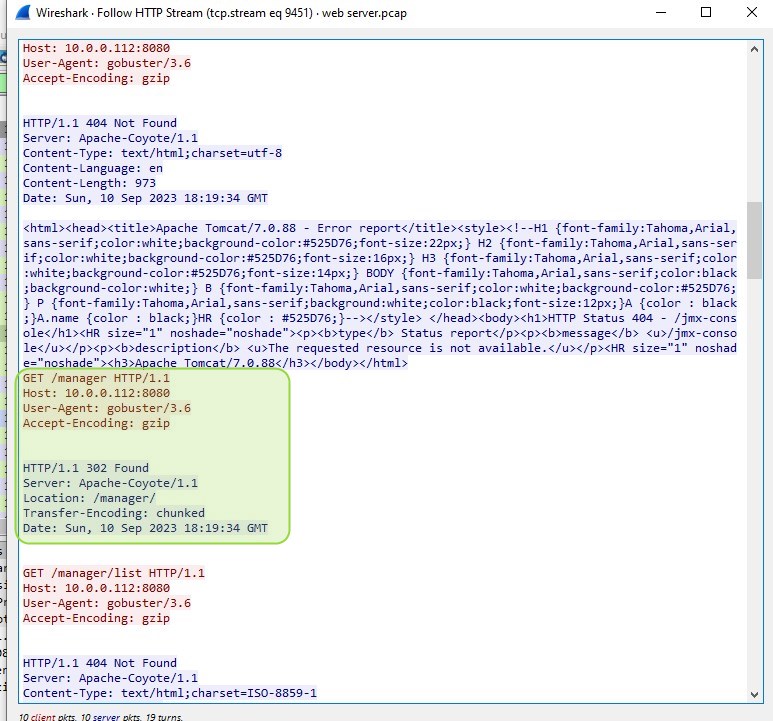 Wireshark · Follow HTTP Stream (tcp.stream eq 9451) · web server.pcap
Host: 10.0.0.112:8080
User-Agent: gobuster/3.6
Accept-Encoding: gzip
HTTP/1.1 404 Not Found
Server: Apache-Coyote/1.1
Content-Type: text/html;charset=utf-8
Content-Language: en
Content-Length: 973
Date: Sun, 10 Sep 2023 18:19:34 GMT
<html><head><title>Apache Tomcat/7.0.88 - Error report</title><style><!--H1 {font-family:Tahoma,Arial,
sans-serif;color:white;background-color:#525D76;font-size:22px;} H2 {font-family:Tahoma,Arial,sans-ser
if;color:white;background-color:#525D76;font-size:16px;} H3 {font-family:Tahoma,Arial,sans-serif;color
:white;background-color:#525D76;font-size:14px;} BODY {font-family:Tahoma,Arial,sans-serif;color:black
;background-color:white;} B {font-family:Tahoma,Arial,sans-serif;color:white;background-color:#525D76;
} P {font-family:Tahoma,Arial,sans-serif;background:white;color:black;font-size:12px;}A {color : black
;}A.name {color : black;}HR {color : #525D76;}--></style> </head><body><h1>HTTP Status 404 - /jmx-cons
ole</h1><HR size="1" noshade="noshade"><p><b>type</b> Status report</p><p><b>message</b> <u>/jmx-conso
le</u></p><p><b>description</b> <u>The requested resource is not available.</u></p><HR size="1" noshad
e="noshade"><h3>Apache Tomcat/7.0.88</h3></body></html>
GET /manager HTTP/1.1
Host: 10.0.0.112:8080
User-Agent: gobuster/3.6
Accept-Encoding: gzip
HTTP/1.1 302 Found
Server: Apache-Coyote/1.1
Location: /manager/
Transfer-Encoding: chunked
Date: Sun, 10 Sep 2023 18:19:34 GMT
GET /manager/list HTTP/1.1
Host: 10.0.0.112:8080
User-Agent: gobuster/3.6
Accept-Encoding: gzip
HTTP/1.1 404 Not Found
Server: Apache-Coyote/1.1
Content-Type: text/html;charset=ISO-8859-1
10 client pkts, 10 server pkts, 19 turns.